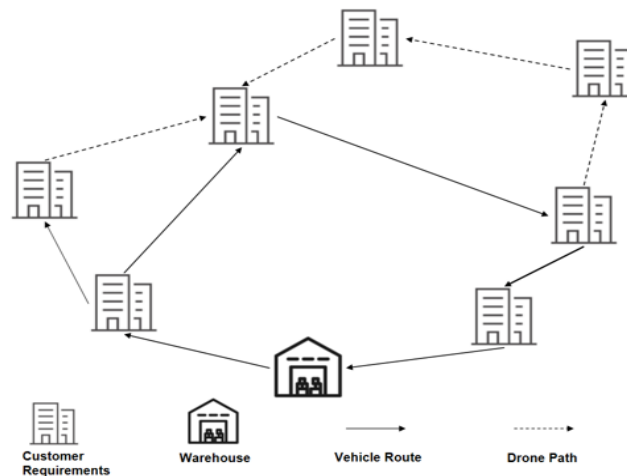 Customer
Requirements
Warehouse
Vehicle Route
Drone Path